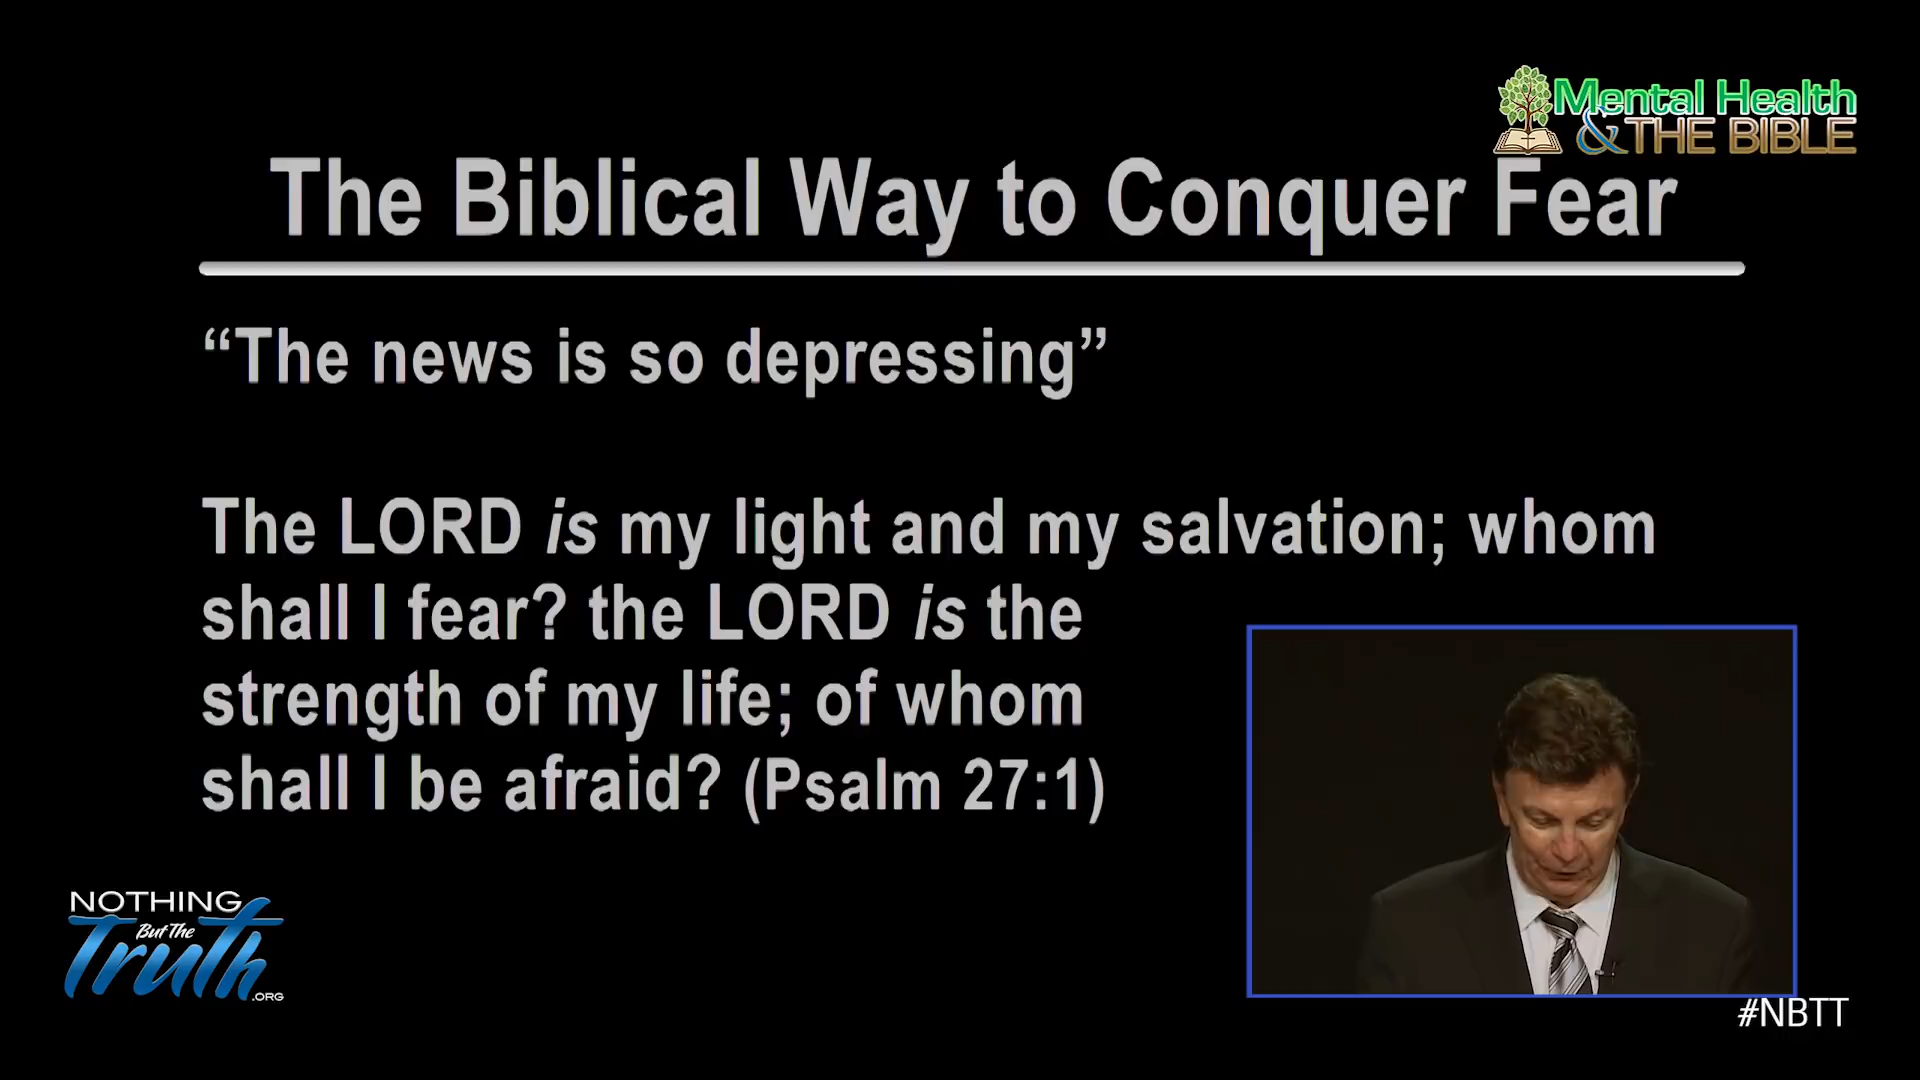 Mental Health
& THE BIBLE
The Biblical Way to Conquer Fear
“The news is so depressing”
The LORD is my light and my salvation; whom
shall I fear? the LORD is the
strength of my life; of whom
shall I be afraid? (Psalm 27:1)
NOTHING
But The
Truth
.ORG
#NBTT